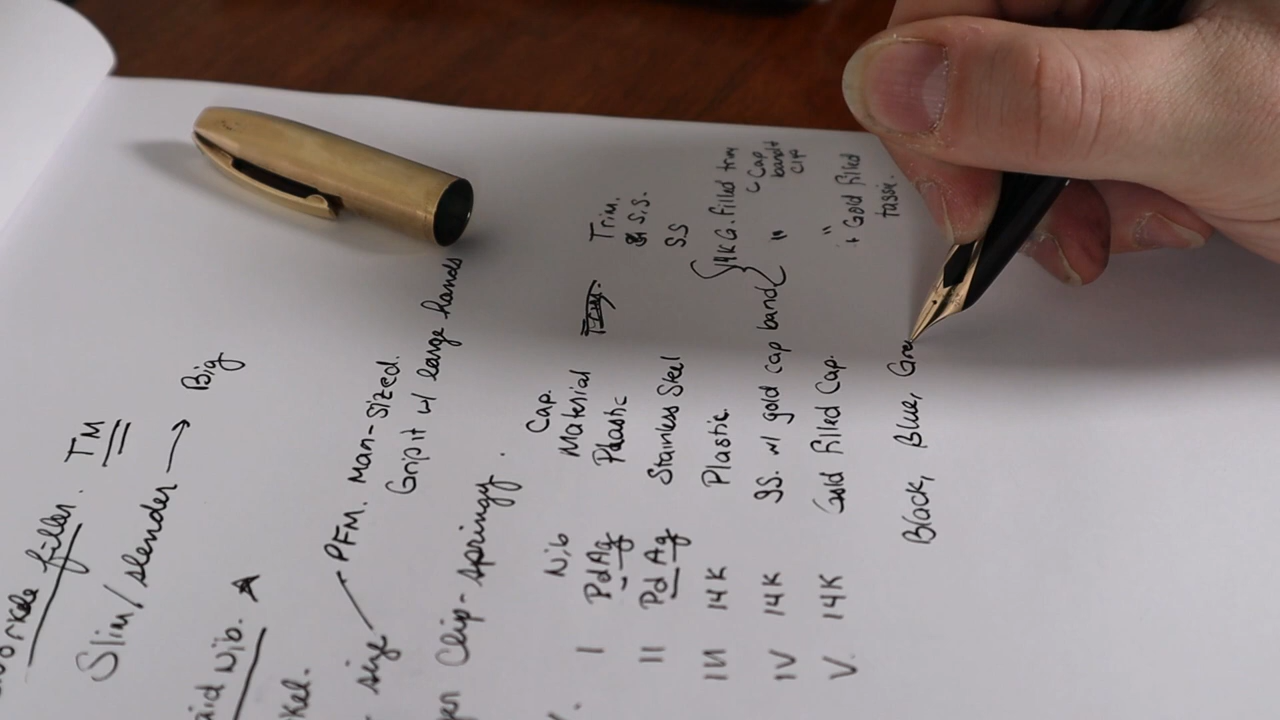 filler. TM
Slim/slender → Big
Nib.
size PFM. Man-sized.
Grip it w/ large hands
Clip - springy.
Cap.
Nib Material Trim.
I PdAg Plastic S.S.
II PdAg Stainless Steel SS
III 14K Plastic. 14K G. Filled trim
IV 14K SS. w/ gold cap band " Cap band + clip
V. 14K Gold Filled Cap. " + Gold filled tassie.
Black, Blue, Gre